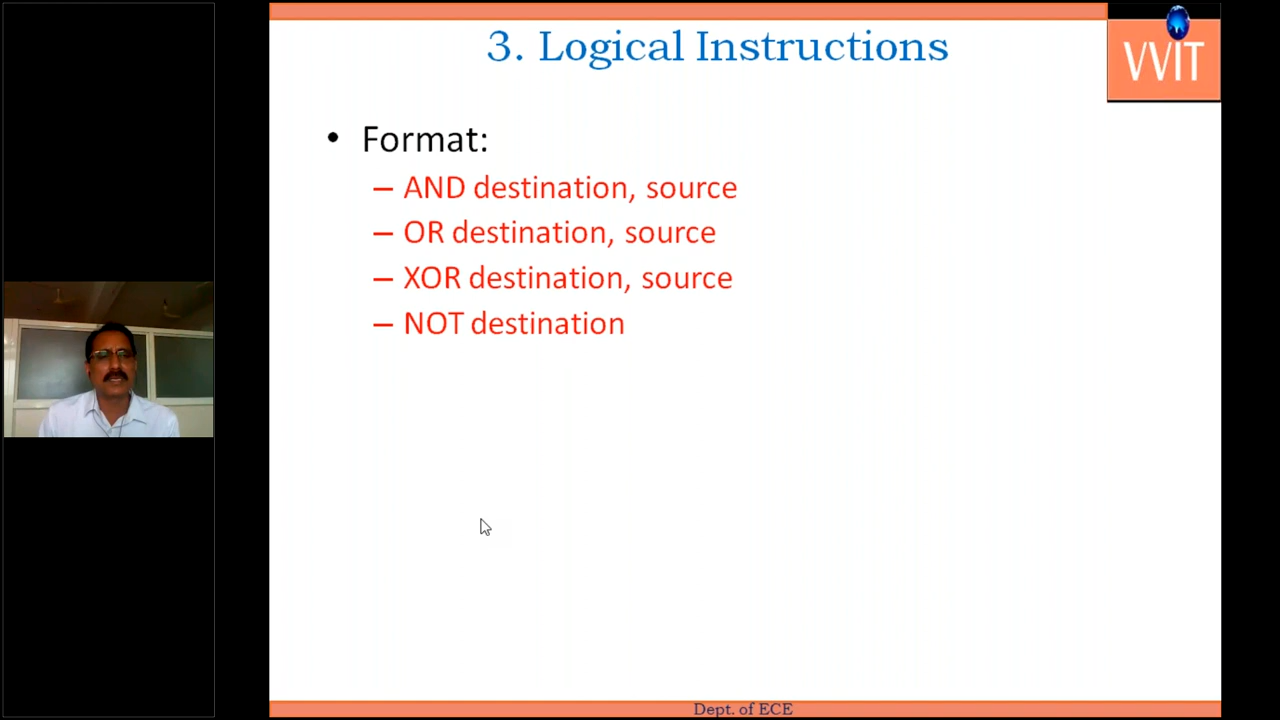 3. Logical Instructions
VVIT
• Format:
– AND destination, source
– OR destination, source
– XOR destination, source
– NOT destination
Dept. of ECE